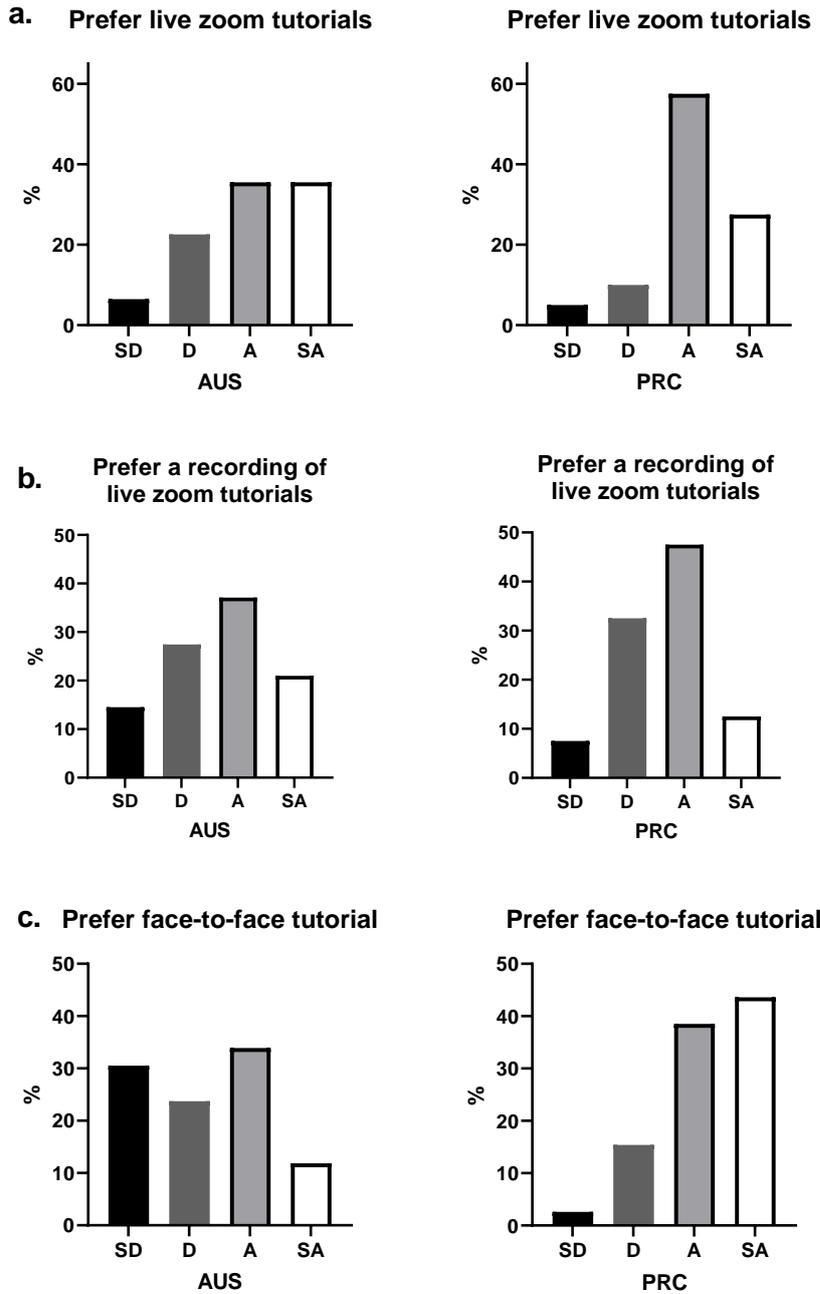 a.
Prefer live zoom tutorials
60
40
20
0
%
SD D A SA
AUS
Prefer live zoom tutorials
60
40
20
0
%
SD D A SA
PRC
b.
Prefer a recording of
live zoom tutorials
50
40
30
20
10
0
%
SD D A SA
AUS
Prefer a recording of
live zoom tutorials
50
40
30
20
10
0
%
SD D A SA
PRC
c.
Prefer face-to-face tutorial
50
40
30
20
10
0
%
SD D A SA
AUS
Prefer face-to-face tutorial
50
40
30
20
10
0
%
SD D A SA
PRC